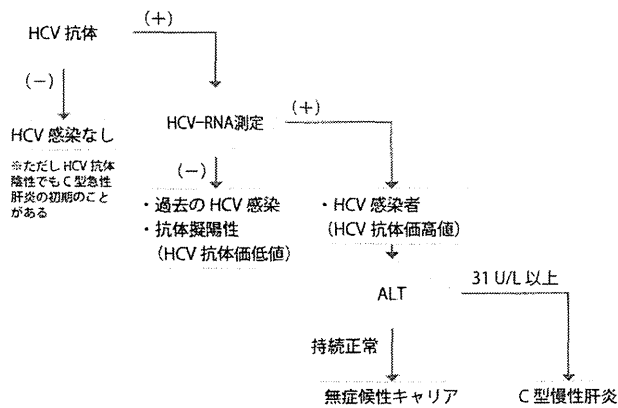 HCV 抗体
(+)
(−)
HCV 感染なし
※ただし HCV 抗体
陰性でも C 型急性
肝炎の初期のこと
がある
HCV-RNA測定
(+)
(−)
・過去の HCV 感染
・抗体擬陽性
(HCV 抗体価低値)
・HCV 感染者
(HCV 抗体価高値)
ALT
31 U/L 以上
持続正常
無症候性キャリア
C 型慢性肝炎